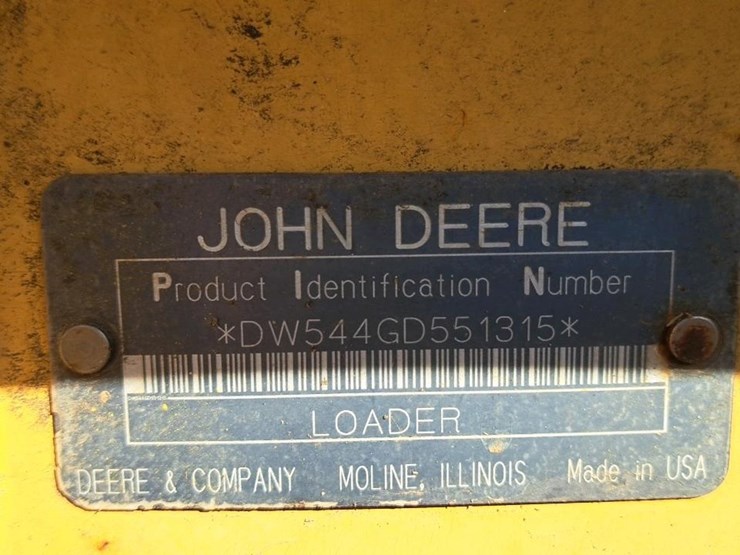 JOHN DEERE
Product Identification Number
*DW544GD551315*
LOADER
DEERE & COMPANY MOLINE, ILLINOIS Made in USA